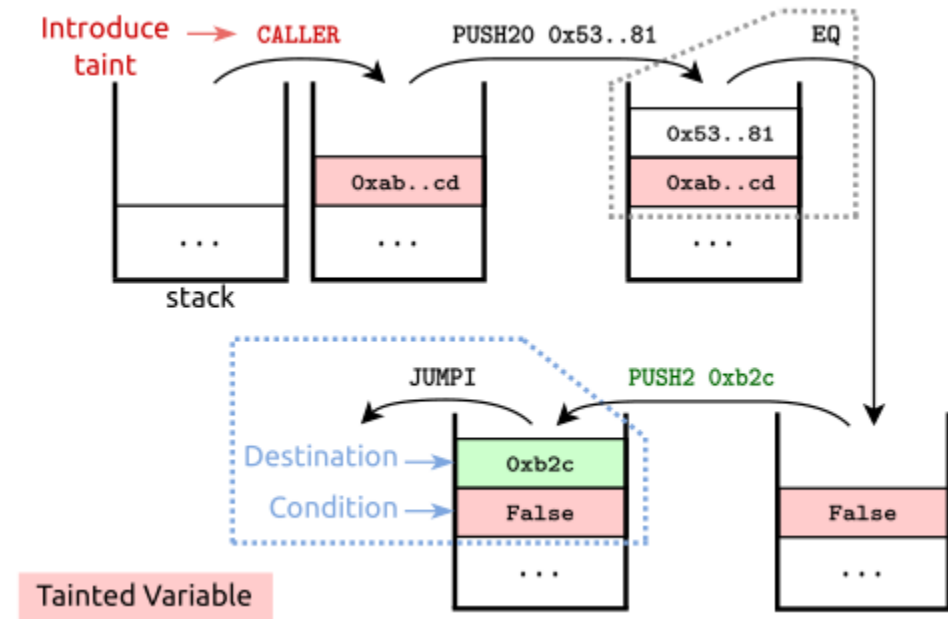 Introduce
taint
CALLER
PUSH20 0x53..81
EQ
0x53..81
0xab..cd
0xab..cd
...
...
...
stack
JUMPI
PUSH2 0xb2c
Destination
0xb2c
Condition
False
False
...
...
Tainted Variable